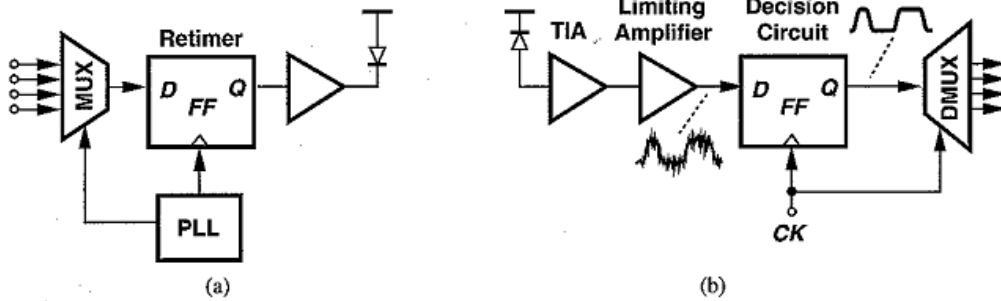 Retimer
MUX
D
Q
FF
PLL
(a)
TIA
Limiting
Amplifier
Decision
Circuit
D
Q
FF
DMUX
CK
(b)